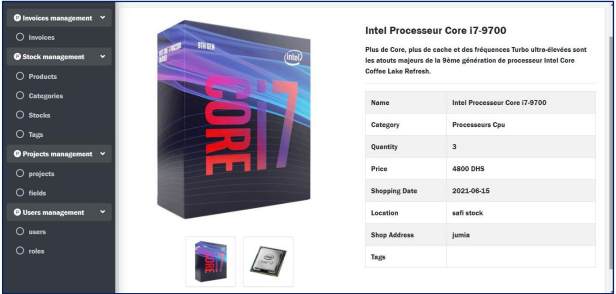 Invoices management
Invoices
Stock management
Products
Categories
Stocks
Tags
Projects management
projects
fields
Users management
users
roles
9TH GEN
(intel)
CORE i7
Intel Processeur Core i7-9700
Plus de Core, plus de cache et des fréquences Turbo ultra-élevées sont
les atouts majeurs de la 9ème génération de processeur Intel Core
Coffee Lake Refresh.
Name Intel Processeur Core i7-9700
Category Processeurs Cpu
Quantity 3
Price 4800 DHS
Shopping Date 2021-06-15
Location safi stock
Shop Address jumia
Tags